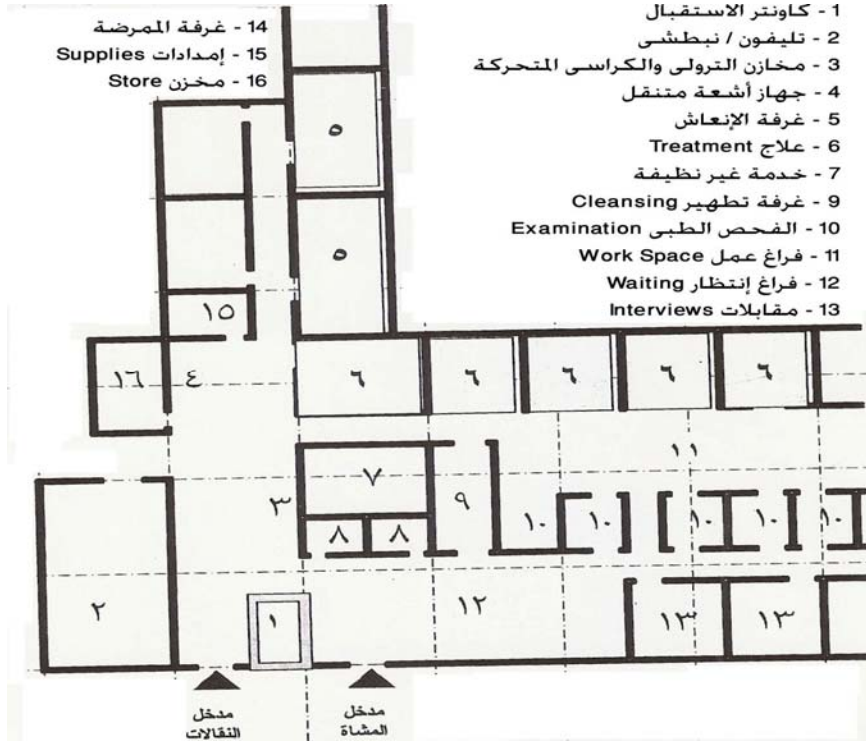 1 - كاونتر الاستقبال
2 - تليفون / نبطشى
3 - مخازن الترولى والكراسى المتحركة
4 - جهاز أشعة متنقل
5 - غرفة الإنعاش
6 - علاج Treatment
7 - خدمة غير نظيفة
9 - غرفة تطهير Cleansing
10 - الفحص الطبى Examination
11 - فراغ عمل Work Space
12 - فراغ إنتظار Waiting
13 - مقابلات Interviews
14 - غرفة الممرضة
15 - إمدادات Supplies
16 - مخزن Store
٥
٥
١٥
١٦
٤
٦
٦
٦
٦
٦
١١
٣
٧
٩
٨
٨
١٠
١٠
١٠
١٠
١٠
٢
١
١٢
١٣
١٣
مدخل
النقالات
مدخل
المشاة